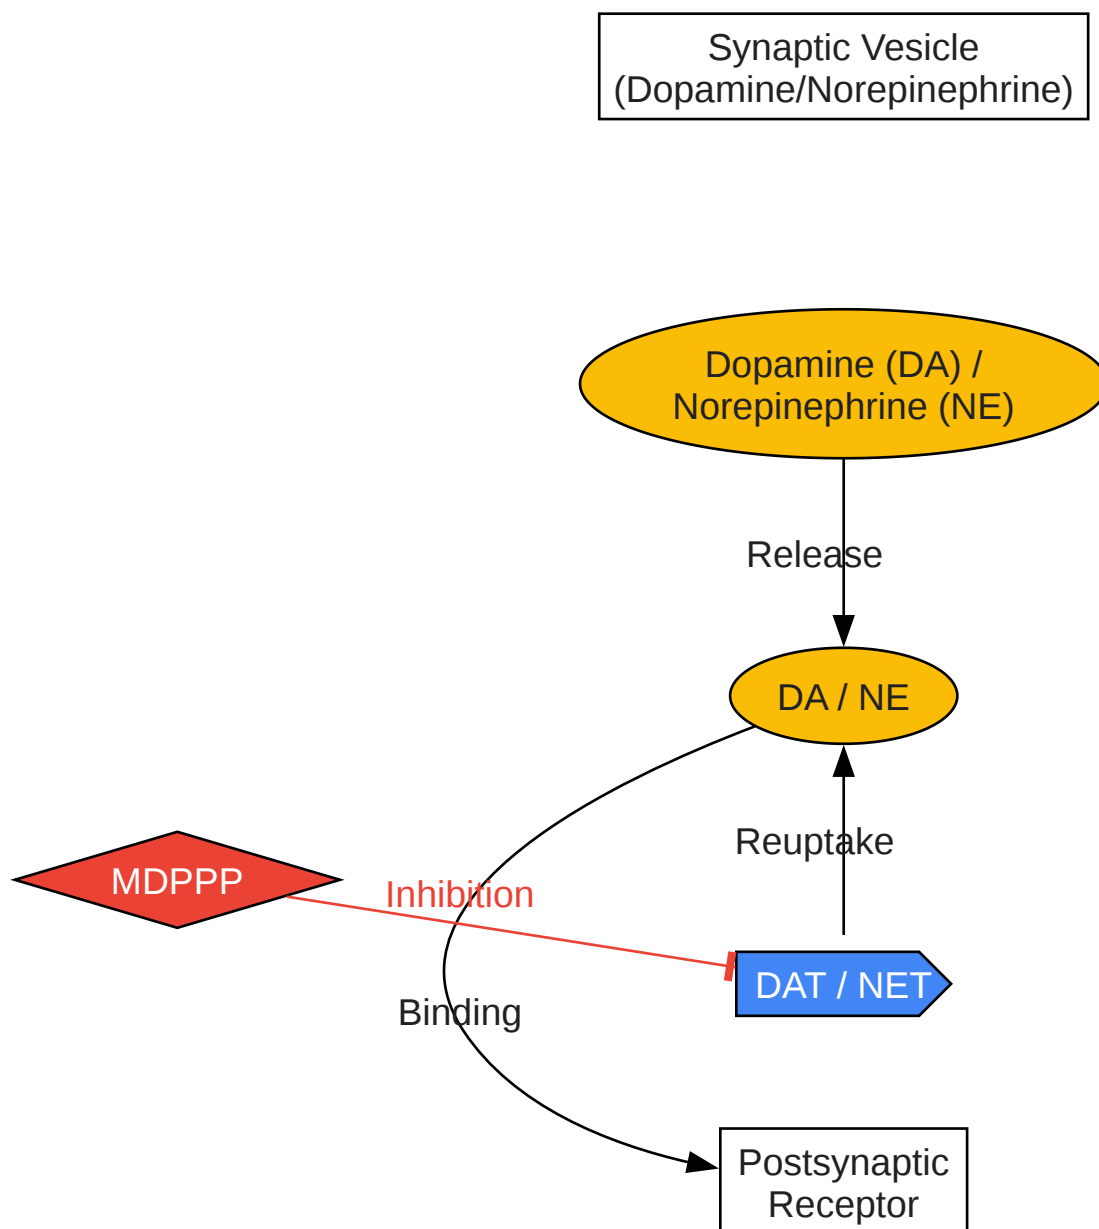 Synaptic Vesicle
(Dopamine/Norepinephrine)
Dopamine (DA) /
Norepinephrine (NE)
Release
DA / NE
Reuptake
MDPPP
Inhibition
DAT / NET
Binding
Postsynaptic
Receptor